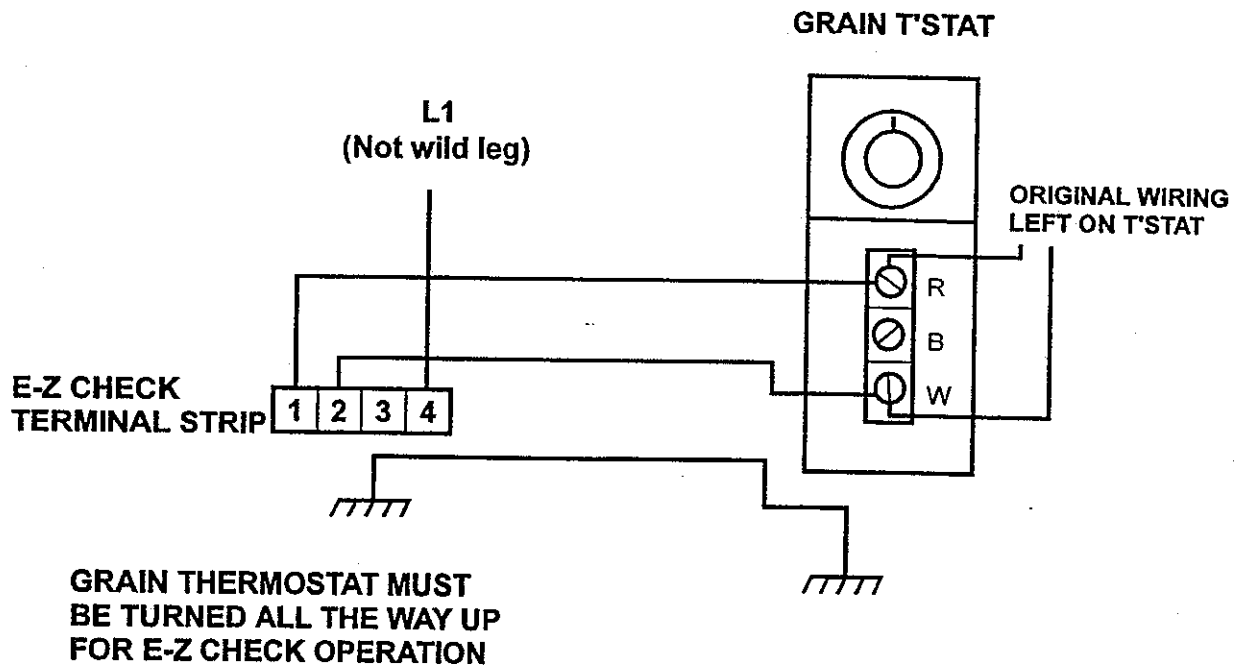 GRAIN T'STAT
L1
(Not wild leg)
ORIGINAL WIRING
LEFT ON T'STAT
R
B
W
E-Z CHECK
TERMINAL STRIP
1 2 3 4
GRAIN THERMOSTAT MUST
BE TURNED ALL THE WAY UP
FOR E-Z CHECK OPERATION